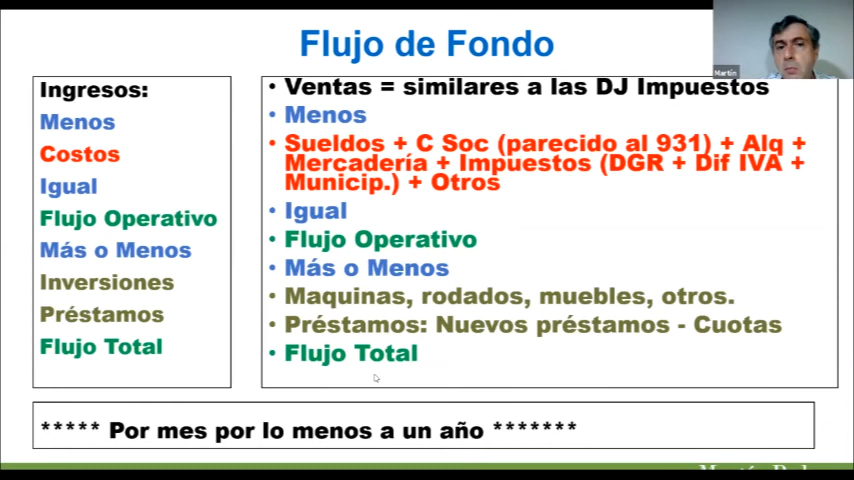 Flujo de Fondo
Martín
Ingresos:
Menos
Costos
Igual
Flujo Operativo
Más o Menos
Inversiones
Préstamos
Flujo Total
• Ventas = similares a las DJ Impuestos
• Menos
• Sueldos + C Soc (parecido al 931) + Alq +
Mercadería + Impuestos (DGR + Dif IVA +
Municip.) + Otros
• Igual
• Flujo Operativo
• Más o Menos
• Maquinas, rodados, muebles, otros.
• Préstamos: Nuevos préstamos - Cuotas
• Flujo Total
***** Por mes por lo menos a un año *******